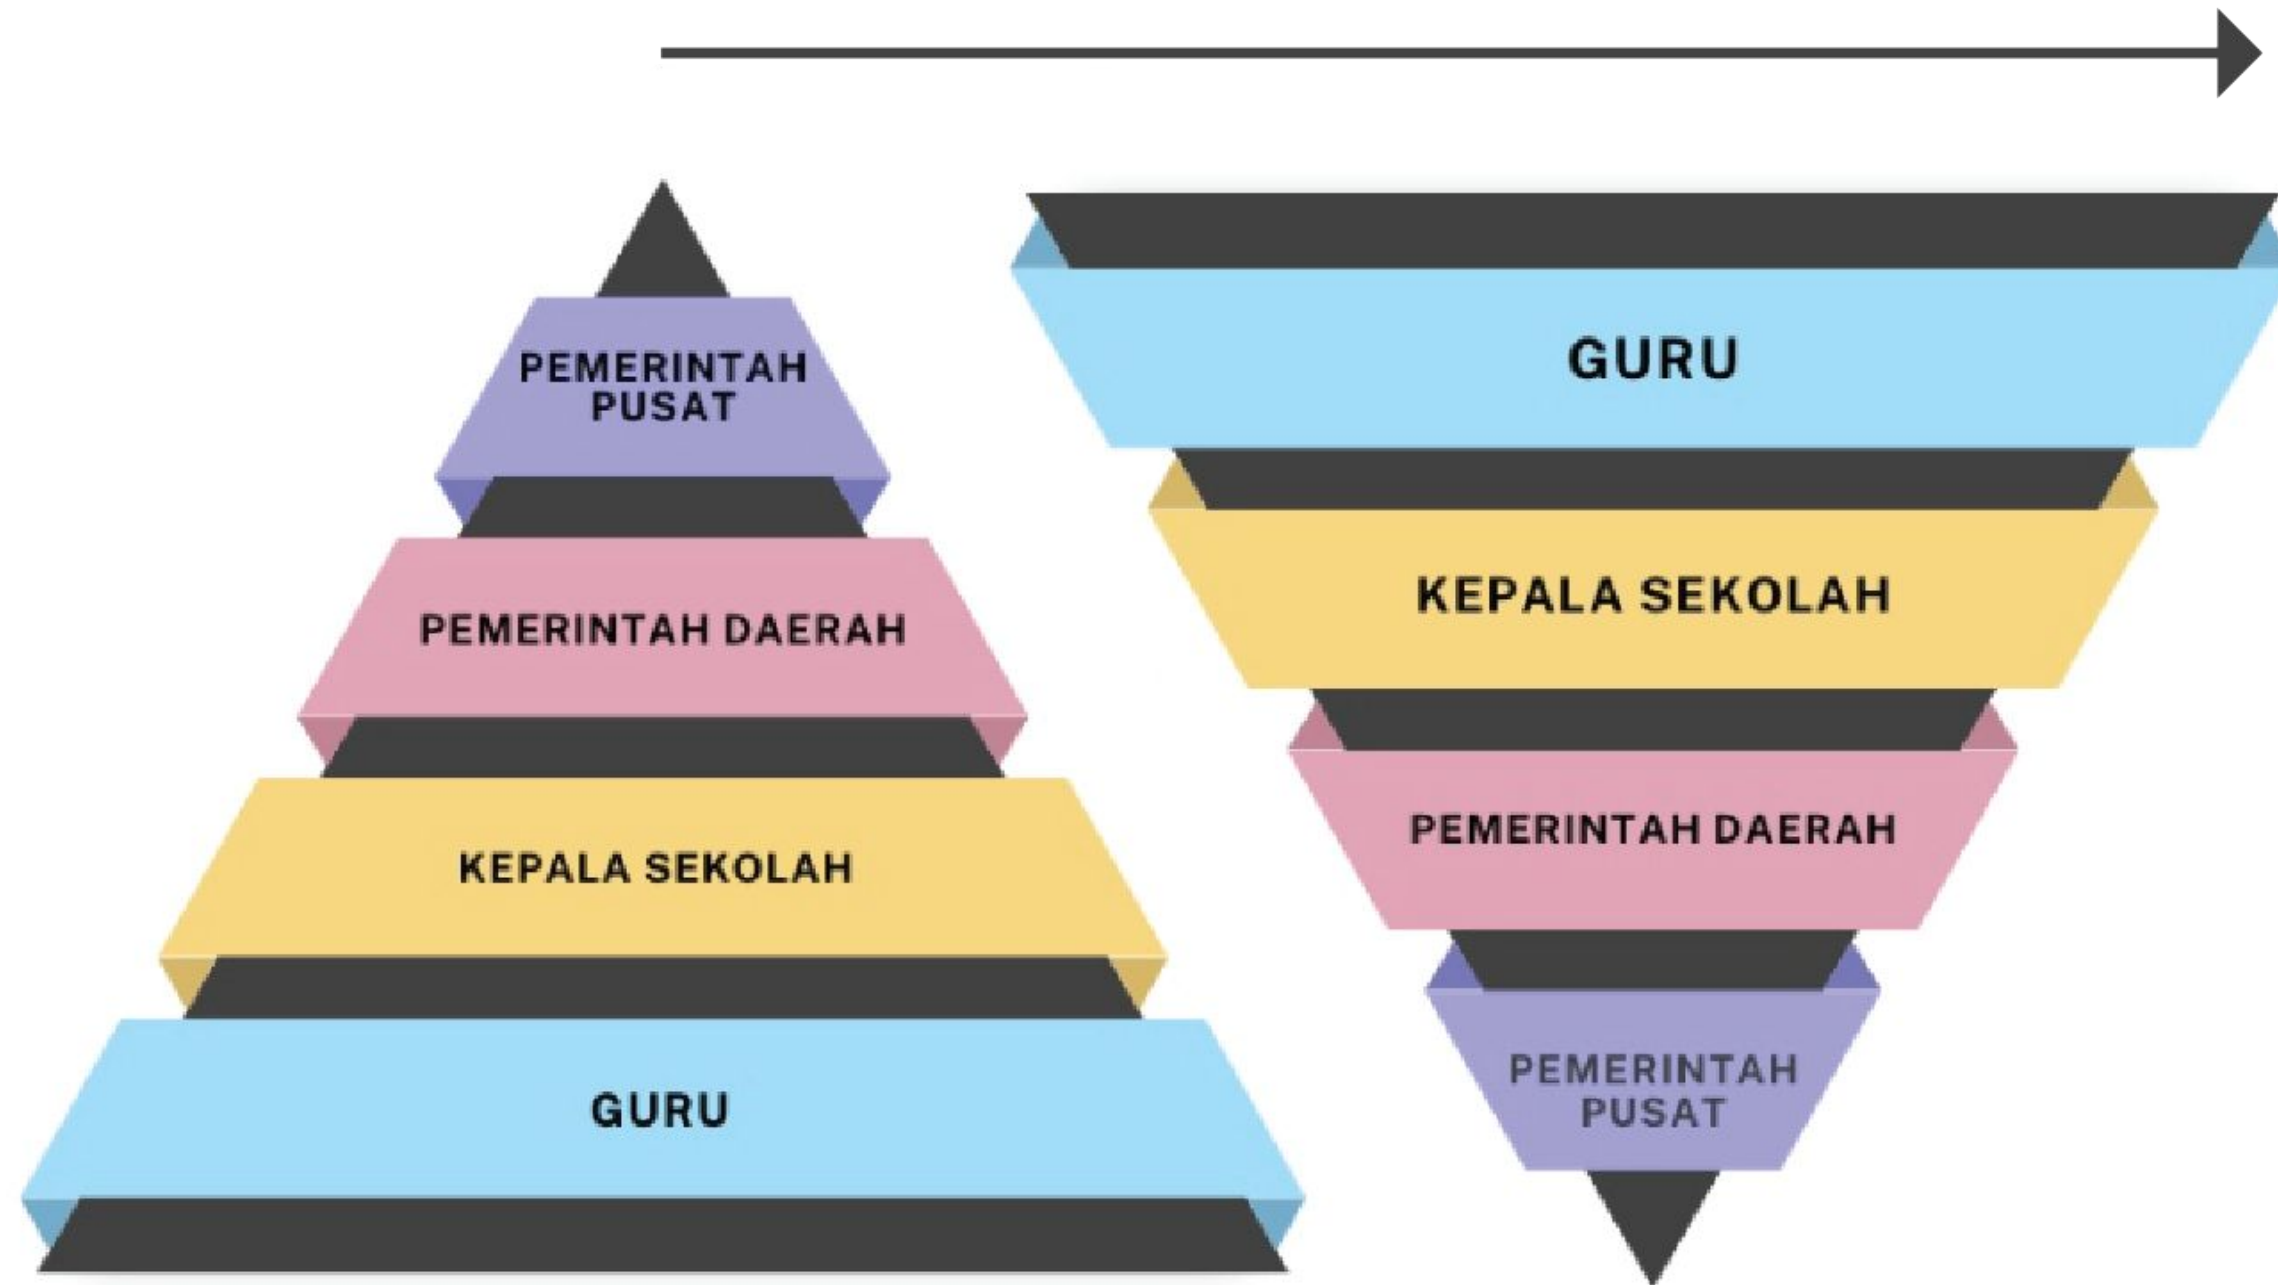 PEMERINTAH
PUSAT
PEMERINTAH DAERAH
KEPALA SEKOLAH
GURU
GURU
KEPALA SEKOLAH
PEMERINTAH DAERAH
PEMERINTAH
PUSAT